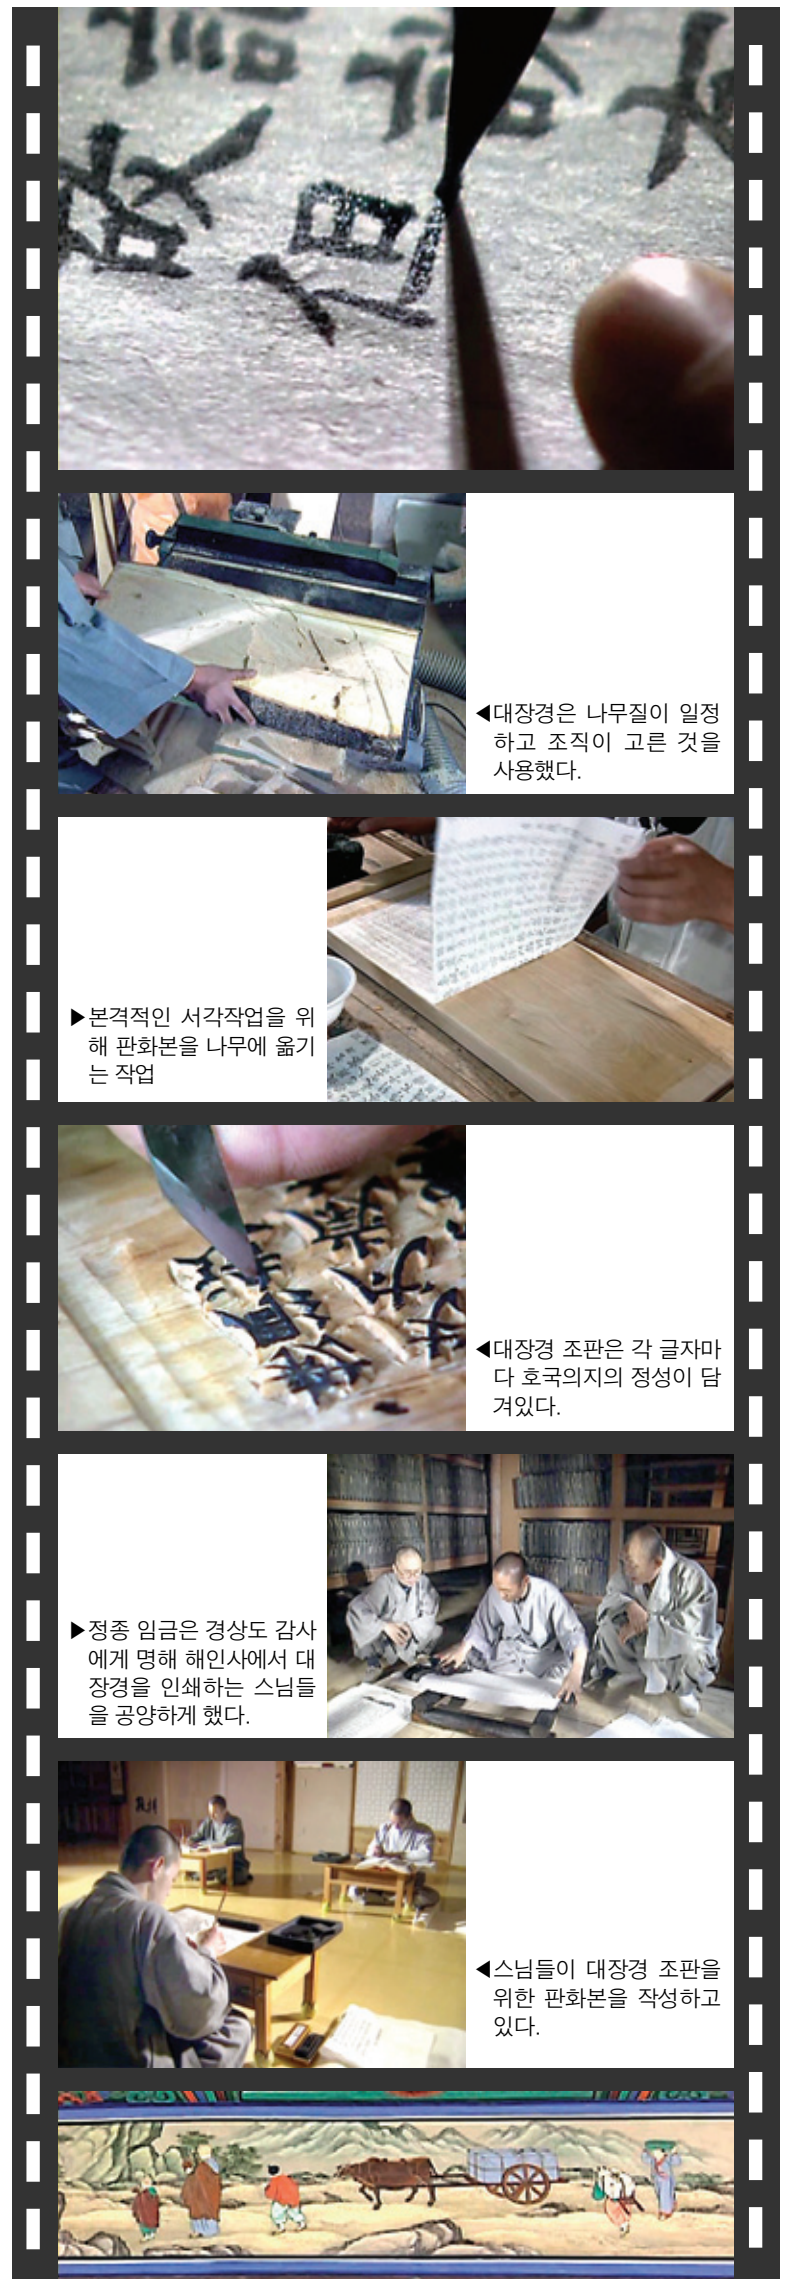 ◀대장경은 나무질이 일정
하고 조직이 고른 것을
사용했다.
▶본격적인 서각작업을 위
해 판화본을 나무에 옮기
는 작업
◀대장경 조판은 각 글자마
다 호국의지의 정성이 담
겨있다.
▶정종 임금은 경상도 감사
에게 명해 해인사에서 대
장경을 인쇄하는 스님들
을 공양하게 했다.
◀스님들이 대장경 조판을
위한 판화본을 작성하고
있다.